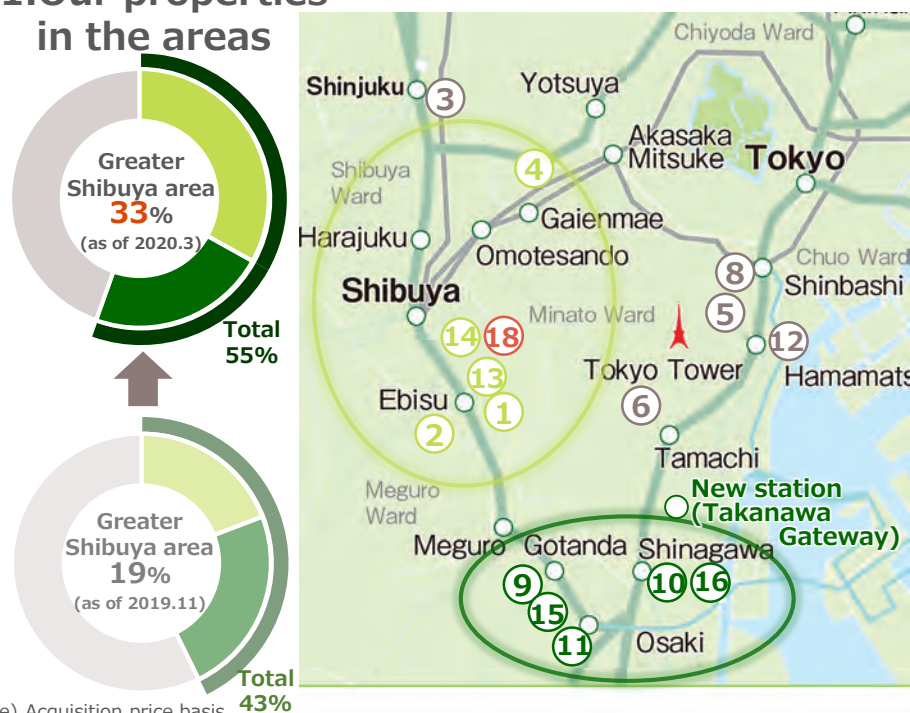 1.Our properties
in the areas
Greater
Shibuya area
33%
(as of 2020.3)
Total
55%
Greater
Shibuya area
19%
(as of 2019.11)
Total
43%
Acquisition price basis
Chiyoda Ward
Shinjuku
3
Yotsuya
Akasaka
Mitsuke
Tokyo
Shibuya
Ward
4
Gaienmae
Harajuku
Omotesando
Chuo Ward
8
Shinbashi
Shibuya
Minato Ward
5
14
18
12
13
Tokyo Tower
Hamamats
Ebisu
1
6
2
Tamachi
Meguro
Ward
New station
(Takanawa
Gateway)
Meguro
Gotanda
Shinagawa
9
10
16
15
11
Osaki